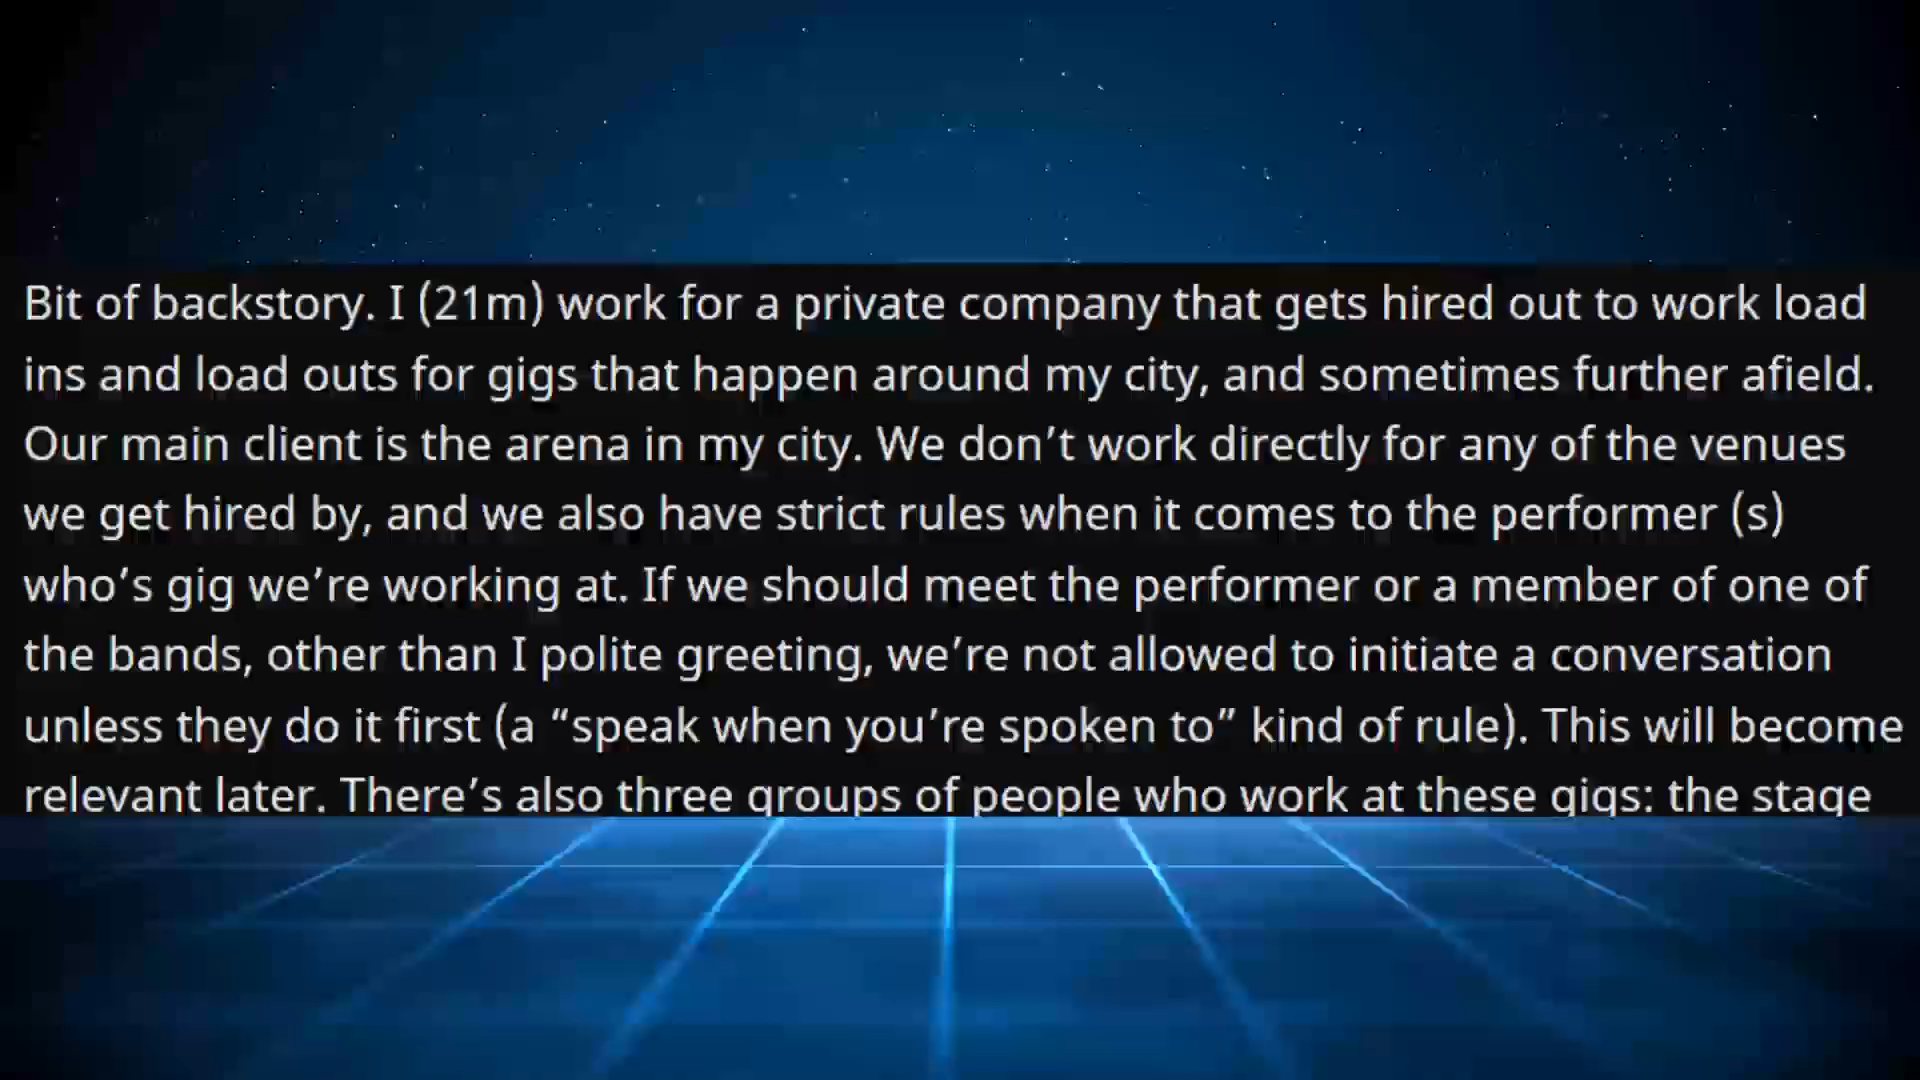 Bit of backstory. I (21m) work for a private company that gets hired out to work load
ins and load outs for gigs that happen around my city, and sometimes further afield.
Our main client is the arena in my city. We don’t work directly for any of the venues
we get hired by, and we also have strict rules when it comes to the performer (s)
who’s gig we’re working at. If we should meet the performer or a member of one of
the bands, other than I polite greeting, we’re not allowed to initiate a conversation
unless they do it first (a “speak when you’re spoken to” kind of rule). This will become
relevant later. There’s also three groups of people who work at these gigs: the stage